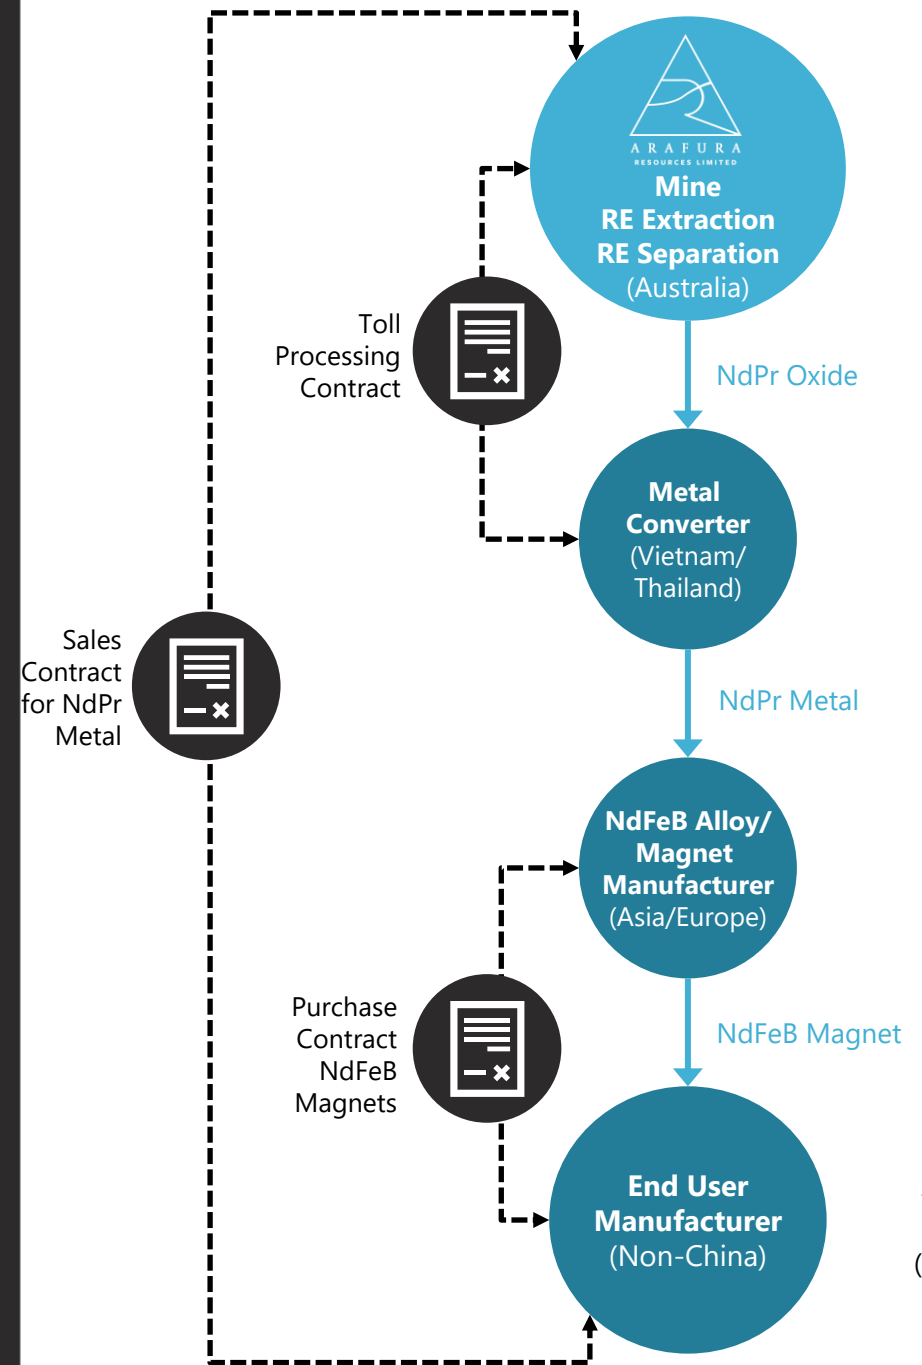 ARAFURA
RESOURCES LIMITED
Mine
RE Extraction
RE Separation
(Australia)
Toll
Processing
Contract
NdPr Oxide
Metal
Converter
(Vietnam/
Thailand)
Sales
Contract
for NdPr
Metal
NdPr Metal
NdFeB Alloy/
Magnet
Manufacturer
(Asia/Europe)
Purchase
Contract
NdFeB
Magnets
NdFeB Magnet
End User
Manufacturer
(Non-China)
(